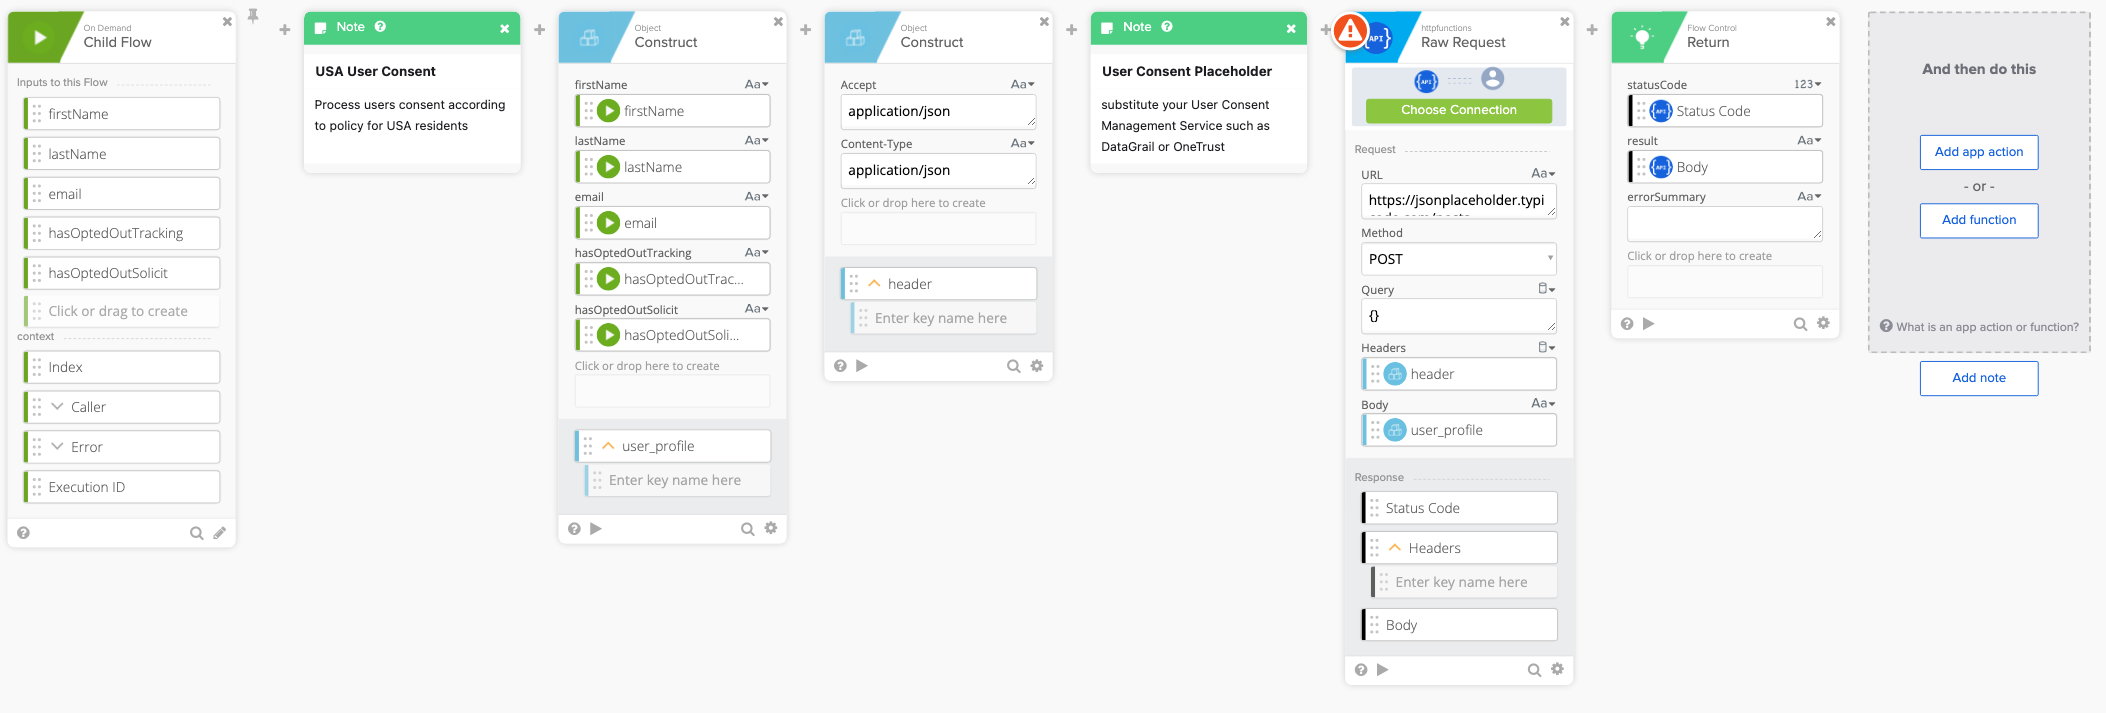 On Demand
Child Flow
Inputs to this Flow
firstName
lastName
email
hasOptedOutTracking
hasOptedOutSolicit
Click or drag to create
context
Index
Caller
Error
Execution ID
Note
USA User Consent
Process users consent according
to policy for USA residents
Object
Construct
firstName Aa
firstName
lastName Aa
lastName
email Aa
email
hasOptedOutTracking Aa
hasOptedOutTrac...
hasOptedOutSolicit Aa
hasOptedOutSoli...
Click or drop here to create
user_profile
Enter key name here
Object
Construct
Accept Aa
application/json
Content-Type Aa
application/json
Click or drop here to create
header
Enter key name here
Note
User Consent Placeholder
substitute your User Consent
Management Service such as
DataGrail or OneTrust
API
httpfunctions
Raw Request
API
Choose Connection
Request
URL Aa
https://jsonplaceholder.typi
Method
POST
Query
{}
Headers
header
Body Aa
user_profile
Response
Status Code
Headers
Enter key name here
Body
Flow Control
Return
statusCode 123
API Status Code
result Aa
API Body
errorSummary Aa
Click or drop here to create
And then do this
Add app action
- or -
Add function
What is an app action or function?
Add note